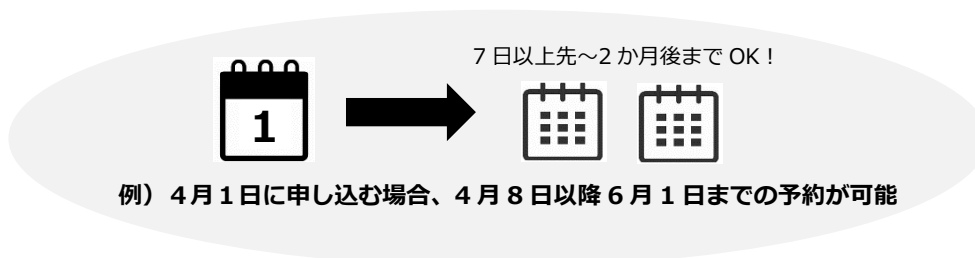 7日以上先～2か月後まで OK！
1
例）４月１日に申し込む場合、４月８日以降６月１日までの予約が可能